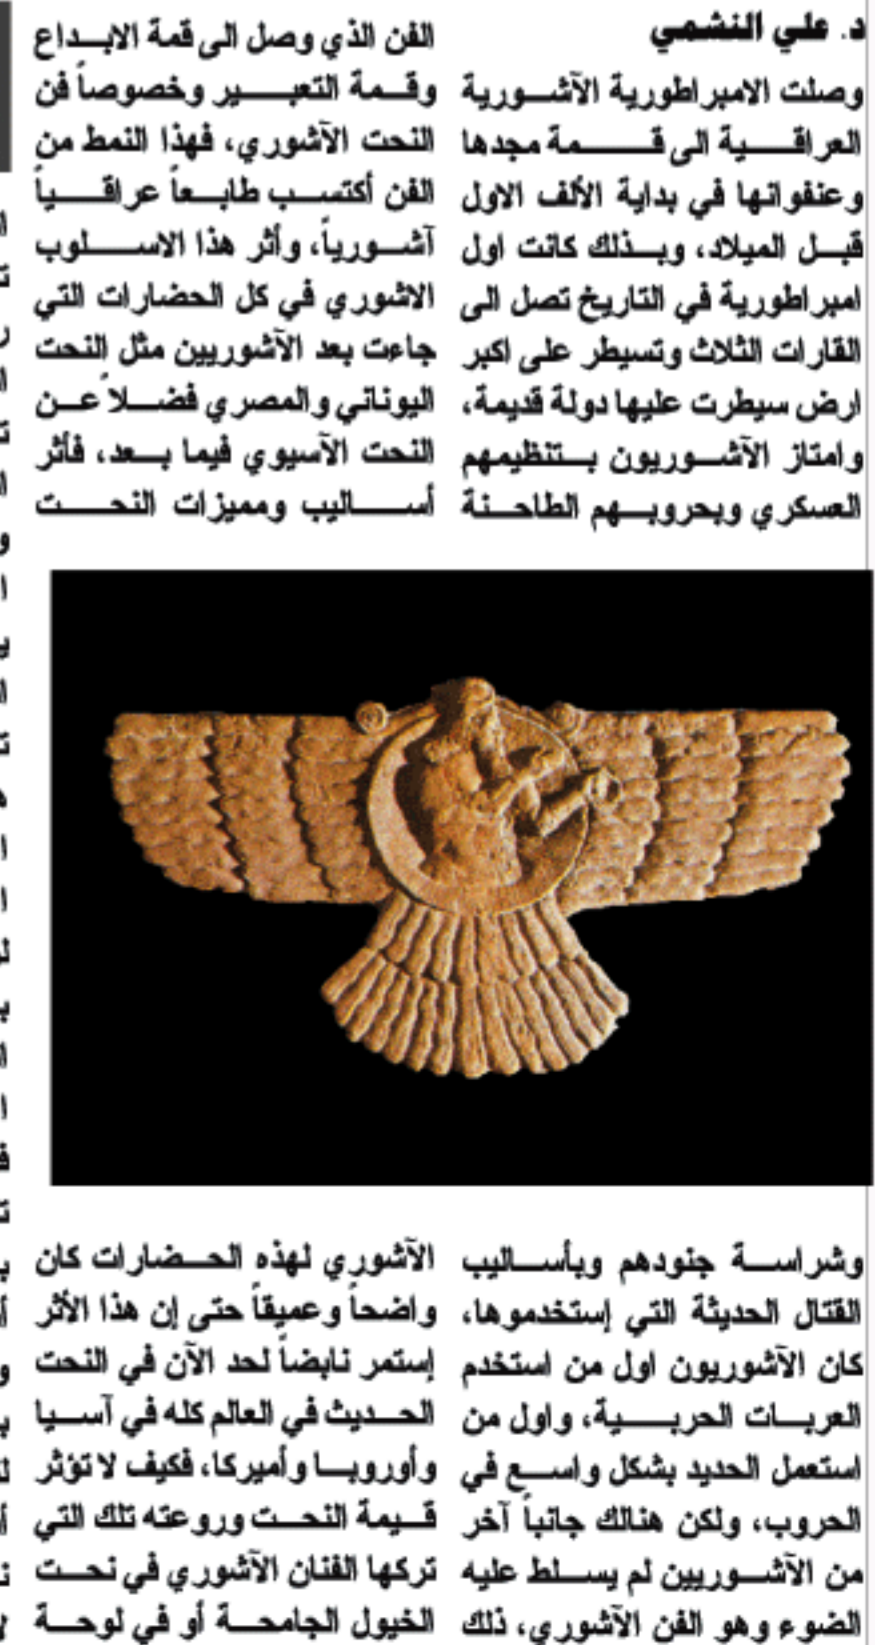 د. علي النشمي
وصلت الامبراطورية الآشورية
العراقية الى قمة مجدها
وعنفوانها في بداية الألف الاول
قبل الميلاد، وبذلك كانت اول
امبراطورية في التاريخ تصل الى
القارات الثلاث وتسيطر على اكبر
ارض سيطرت عليها دولة قديمة،
وامتاز الآشوريون بتنظيمهم
العسكري وبحروبهم الطاحنة
وشراسة جنودهم وبأساليب
القتال الحديثة التي إستخدموها،
كان الآشوريون اول من استخدم
العربات الحربية، واول من
استعمل الحديد بشكل واسع في
الحروب، ولكن هنالك جانباً آخر
من الآشوريين لم يسلط عليه
الضوء وهو الفن الآشوري، ذلك
الفن الذي وصل الى قمة الابداع
وقمة التعبير وخصوصاً فن
النحت الآشوري، فهذا النمط من
الفن أكتسب طابعاً عراقياً
آشورياً، وأثر هذا الاسلوب
الاشوري في كل الحضارات التي
جاءت بعد الآشوريين مثل النحت
اليوناني والمصري فضلاً عن
النحت الآسيوي فيما بعد، فأثر
أساليب ومميزات النحت
الآشوري لهذه الحضارات كان
واضحاً وعميقاً حتى إن هذا الأثر
إستمر نابضاً لحد الآن في النحت
الحديث في العالم كله في آسيا
وأوروبا وأميركا، فكيف لا تؤثر
قيمة النحت وروعته تلك التي
تركها الفنان الآشوري في نحت
الخيول الجامحة أو في لوحة